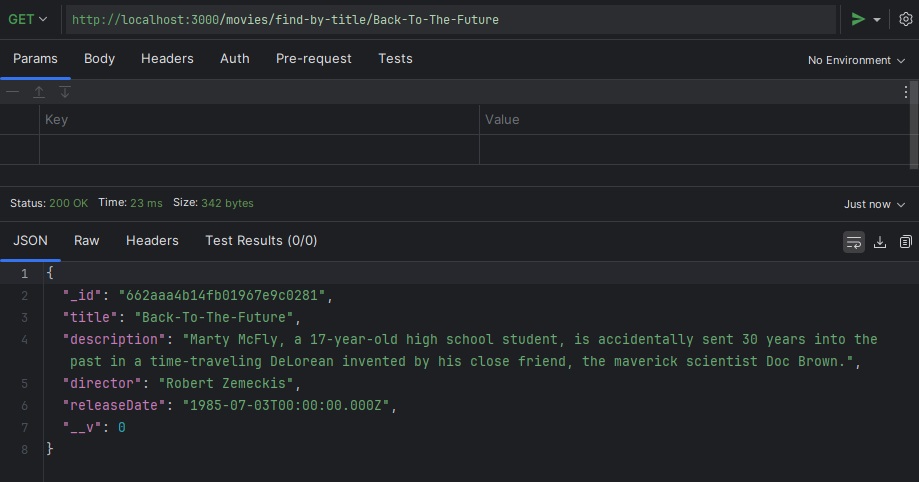 GET http://localhost:3000/movies/find-by-title/Back-To-The-Future
Params Body Headers Auth Pre-request Tests No Environment
Key Value
Status: 200 OK Time: 23 ms Size: 342 bytes Just now
JSON Raw Headers Test Results (0/0)
1 {
2 "_id": "662aaa4b14fb01967e9c0281",
3 "title": "Back-To-The-Future",
4 "description": "Marty McFly, a 17-year-old high school student, is accidentally sent 30 years into the
past in a time-traveling DeLorean invented by his close friend, the maverick scientist Doc Brown.",
5 "director": "Robert Zemeckis",
6 "releaseDate": "1985-07-03T00:00:00.000Z",
7 "__v": 0
8 }